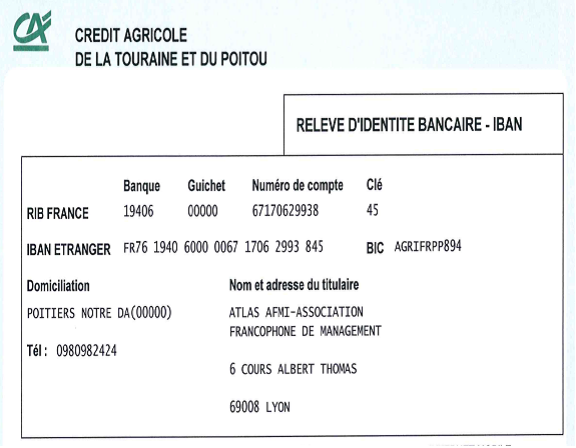 CREDIT AGRICOLE
DE LA TOURAINE ET DU POITOU
RELEVE D'IDENTITE BANCAIRE - IBAN
Banque Guichet Numéro de compte Clé
RIB FRANCE 19406 00000 67170629938 45
IBAN ETRANGER FR76 1940 6000 0067 1706 2993 845 BIC AGRIFRPP894
Domiciliation Nom et adresse du titulaire
POITIERS NOTRE DA(00000) ATLAS AFMI-ASSOCIATION
FRANCOPHONE DE MANAGEMENT
Tél : 0980982424
6 COURS ALBERT THOMAS
69008 LYON